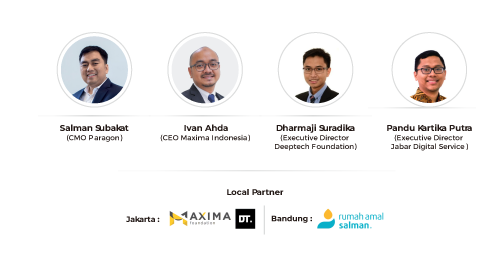 Salman Subakat
(CMO Paragon)
Ivan Ahda
(CEO Maxima Indonesia)
Dharmaji Suradika
(Executive Director
Deeptech Foundation)
Pandu Kartika Putra
(Executive Director
Jabar Digital Service )
Local Partner
Jakarta :
MAXIMA
foundation
DT.
Bandung :
rumah amal
salman.